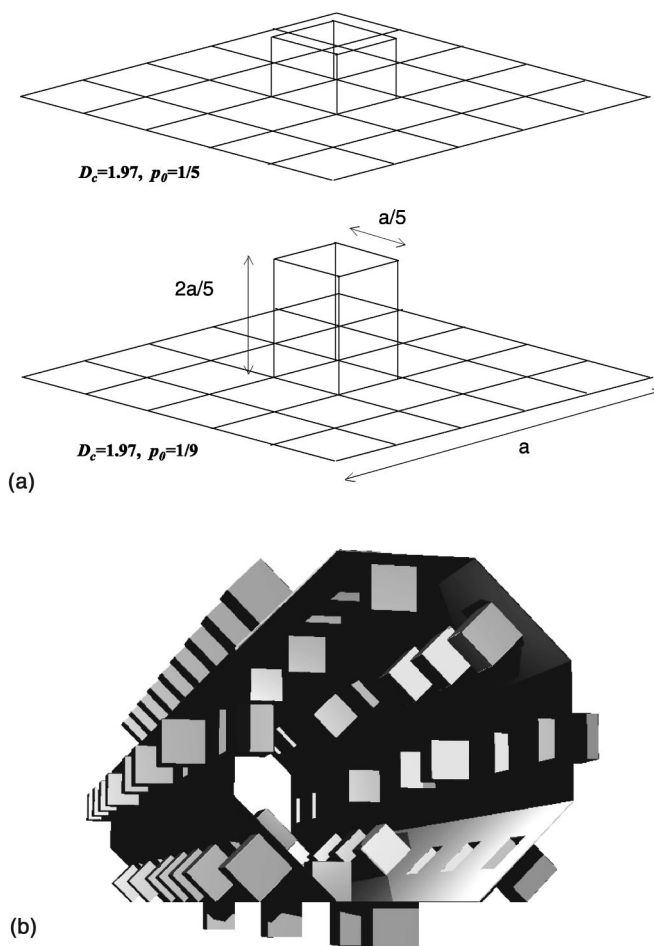 D_c=1.97, p_0=1/5
a/5
2a/5
D_c=1.97, p_0=1/9
a
(a)
(b)